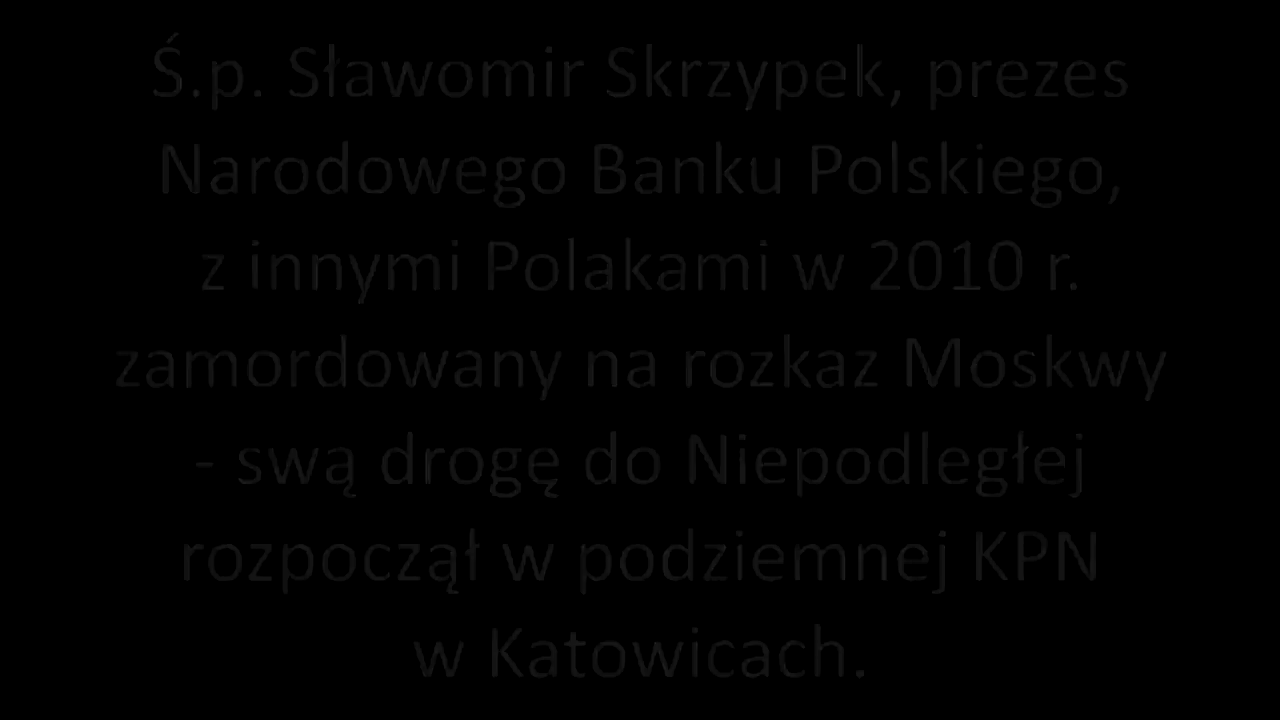 Ś.p. Sławomir Skrzypek, prezes
Narodowego Banku Polskiego,
z innymi Polakami w 2010 r.
zamordowany na rozkaz Moskwy
- swą drogę do Niepodległej
rozpoczął w podziemnej KPN
w Katowicach.